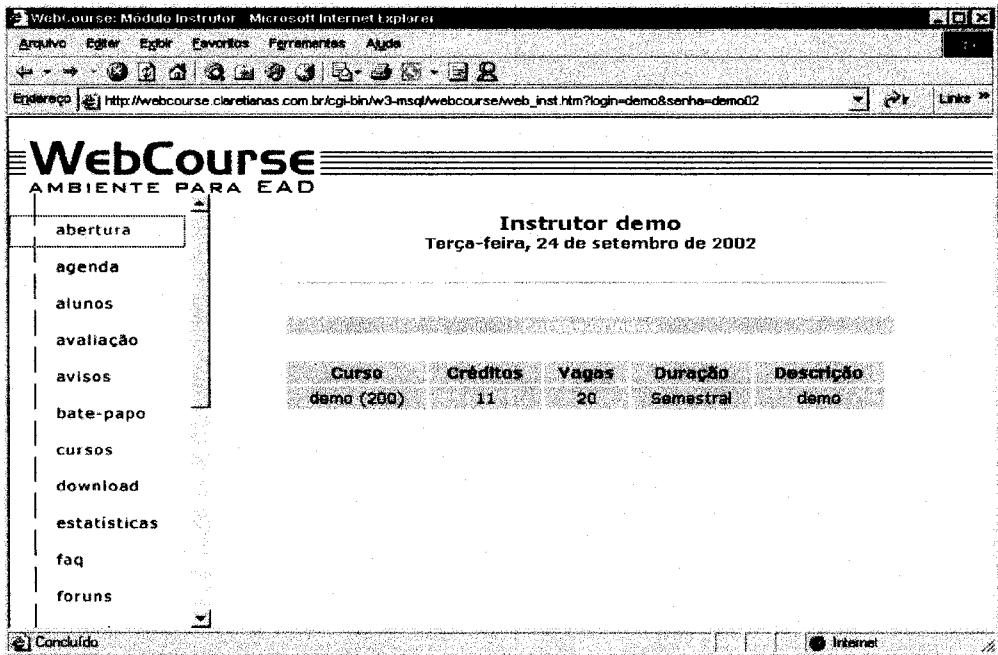 WebCourse: Módulo Instrutor - Microsoft Internet Explorer
Arquivo Editar Exibir Favoritos Ferramentas Ajuda
Endereço http://webcourse.claretianas.com.br/cgi-bin/w3-msql/webcourse/web_inst.htm?login=demo&senha=demo02 Ir Links »
WebCourse
AMBIENTE PARA EAD
abertura
agenda
alunos
avaliação
avisos
bate-papo
cursos
download
estatísticas
faq
foruns
Instrutor demo
Terça-feira, 24 de setembro de 2002
Curso Créditos Vagas Duração Descrição
demo (200) 11 20 Semestral demo
Concluído Internet